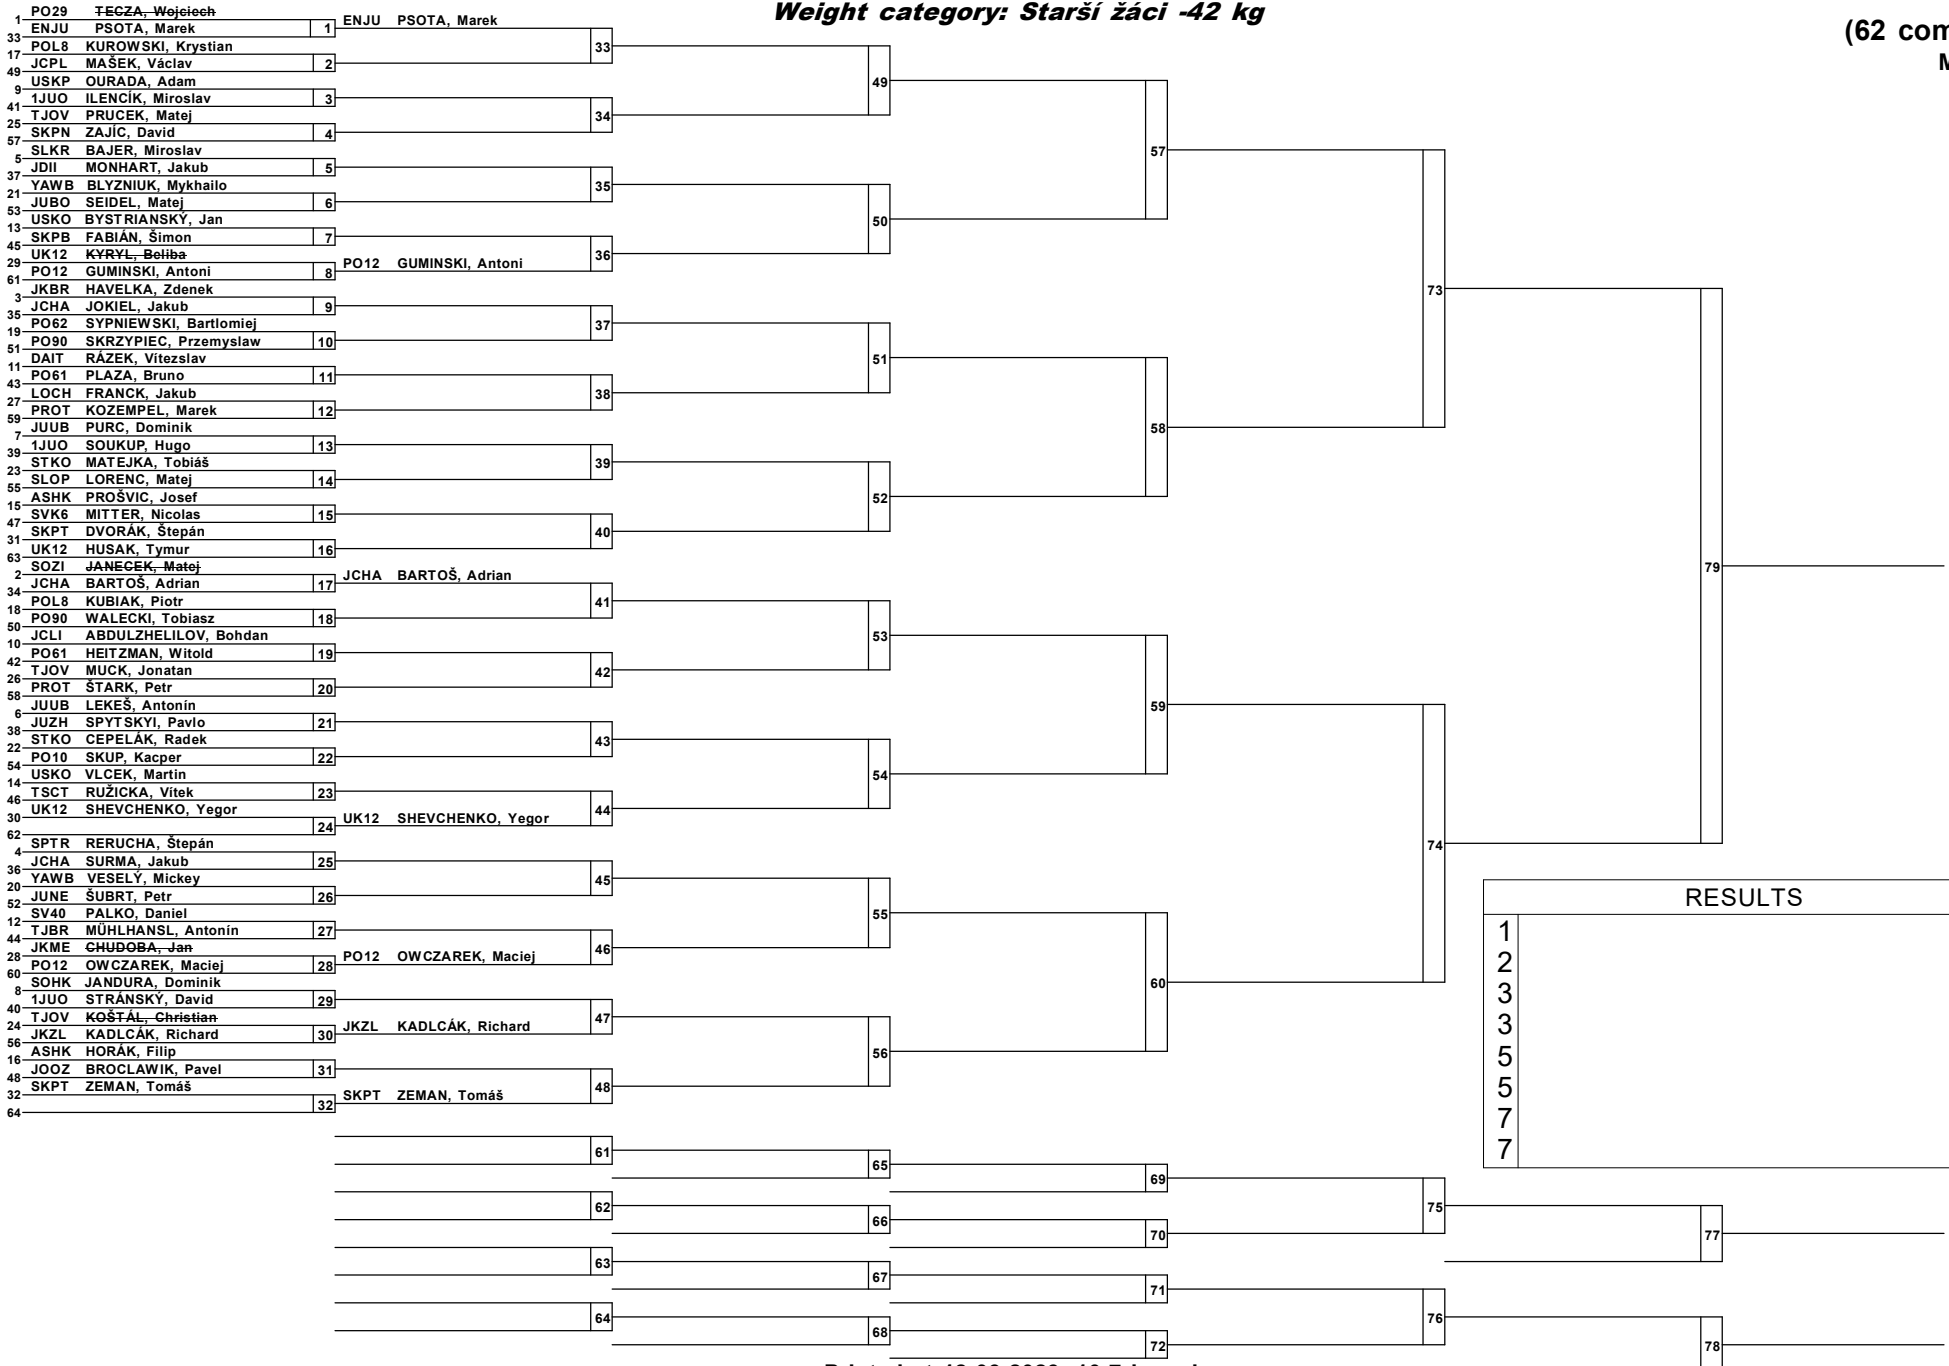 Weight category: Starší žáci -42 kg
(62 com
M
1 PO29 TECZA, Wojciech
33 ENJU PSOTA, Marek 1
17 POL8 KUROWSKI, Krystian
49 JCPL MAŠEK, Václav 2
9 USKP OURADA, Adam
41 1JUO ILENCÍK, Miroslav 3
25 TJOV PRUCEK, Matej
57 SKPN ZAJÍC, David 4
5 SLKR BAJER, Miroslav
37 JDII MONHART, Jakub 5
21 YAWB BLYZNIUK, Mykhailo
53 JUBO SEIDEL, Matej 6
13 USKO BYSTRIANSKÝ, Jan
45 SKPB FABIÁN, Šimon 7
29 UK12 KYRYL, Beliba
61 PO12 GUMINSKI, Antoni 8
3 JKBR HAVELKA, Zdenek
35 JCHA JOKIEL, Jakub 9
19 PO62 SYPNIEWSKI, Bartlomiej
51 PO90 SKRZYPIEC, Przemyslaw 10
11 DAIT RÁZEK, Vítezslav
43 PO61 PLAZA, Bruno 11
27 LOCH FRANCK, Jakub
59 PROT KOZEMPEL, Marek 12
7 JUUB PURC, Dominik
39 1JUO SOUKUP, Hugo 13
23 STKO MATEJKA, Tobiáš
55 SLOP LORENC, Matej 14
15 ASHK PROŠVIC, Josef
47 SVK6 MITTER, Nicolas 15
31 SKPT DVORÁK, Štepán
63 UK12 HUSAK, Tymur 16
2 SOZI JANECEK, Matej
34 JCHA BARTOŠ, Adrian 17
18 POL8 KUBIAK, Piotr
50 PO90 WALECKI, Tobiasz 18
10 JCLI ABDULZHELILOV, Bohdan
42 PO61 HEITZMAN, Witold 19
26 TJOV MUCK, Jonatan
58 PROT ŠTARK, Petr 20
6 JUUB LEKEŠ, Antonín
38 JUZH SPYTSKYI, Pavlo 21
22 STKO CEPELÁK, Radek
54 PO10 SKUP, Kacper 22
14 USKO VLCEK, Martin
46 TSCT RUŽICKA, Vítek 23
30 UK12 SHEVCHENKO, Yegor
62 24
4 SPTR RERUCHA, Štepán
36 JCHA SURMA, Jakub 25
20 YAWB VESELÝ, Mickey
52 JUNE ŠUBRT, Petr 26
12 SV40 PALKO, Daniel
44 TJBR MÜHLHANSL, Antonín 27
28 JKME CHUDOBA, Jan
60 PO12 OWCZAREK, Maciej 28
8 SOHK JANDURA, Dominik
40 1JUO STRÁNSKÝ, David 29
24 TJOV KOŠTÁL, Christian
56 JKZL KADLCÁK, Richard 30
16 ASHK HORÁK, Filip
48 JOOZ BROCLAWIK, Pavel 31
32 SKPT ZEMAN, Tomáš
64 32
ENJU PSOTA, Marek
33
34
35
PO12 GUMINSKI, Antoni
36
37
38
39
40
JCHA BARTOŠ, Adrian
41
42
43
UK12 SHEVCHENKO, Yegor
44
45
PO12 OWCZAREK, Maciej
46
JKZL KADLCÁK, Richard
47
SKPT ZEMAN, Tomáš
48
49
50
51
52
53
54
55
56
57
58
59
60
73
74
79
RESULTS
1
2
3
3
5
5
7
7
61
62
63
64
65
66
67
68
69
70
71
72
75
76
77
78